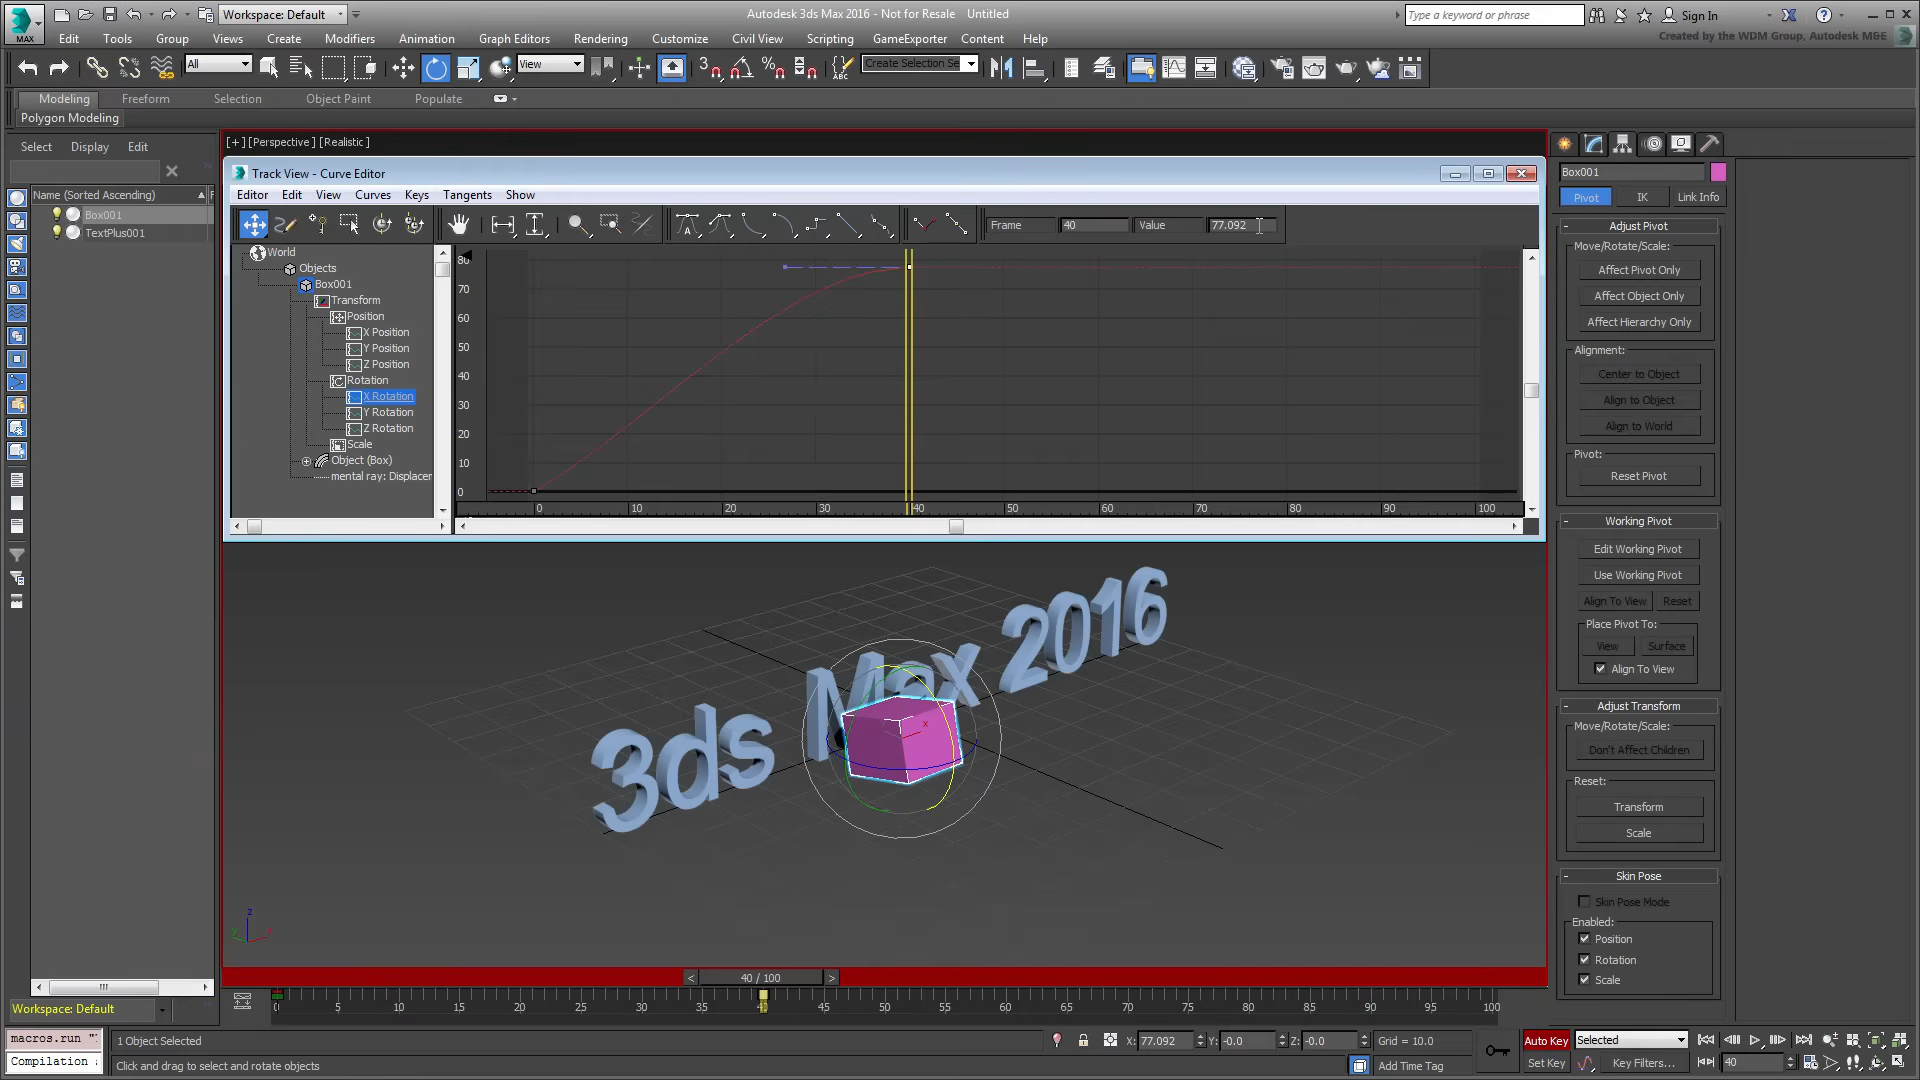 Workspace: Default
Autodesk 3ds Max 2016 - Not for Resale   Untitled
Type a keyword or phrase
Sign In
MAX
Edit Tools Group Views Create Modifiers Animation Graph Editors Rendering Customize Civil View Scripting GameExporter Content Help
Created by the WDM Group, Autodesk M&E
All
View
Create Selection Se
Modeling Freeform Selection Object Paint Populate
Polygon Modeling
Select Display Edit
Name (Sorted Ascending)
Box001
TextPlus001
[+] [Perspective] [Realistic]
Track View - Curve Editor
Editor Edit View Curves Keys Tangents Show
Frame 40 Value 77.092
World
Objects
Box001
Transform
Position
X Position
Y Position
Z Position
Rotation
X Rotation
Y Rotation
Z Rotation
Scale
Object (Box)
mental ray: Displacer
80
70
60
50
40
30
20
10
0
0 10 20 30 40 50 60 70 80 90 100
3ds Max 2016
x
z
y
x
Box001
Pivot IK Link Info
- Adjust Pivot
Move/Rotate/Scale:
Affect Pivot Only
Affect Object Only
Affect Hierarchy Only
Alignment:
Center to Object
Align to Object
Align to World
Pivot:
Reset Pivot
- Working Pivot
Edit Working Pivot
Use Working Pivot
Align To View Reset
Place Pivot To:
View Surface
Align To View
- Adjust Transform
Move/Rotate/Scale:
Don't Affect Children
Reset:
Transform
Scale
- Skin Pose
Skin Pose Mode
Enabled:
Position
Rotation
Scale
< 40 / 100 >
Workspace: Default
0 5 10 15 20 25 30 35 40 45 50 55 60 65 70 75 80 85 90 95 100
macros.run "
1 Object Selected
X: 77.092 Y: -0.0 Z: -0.0 Grid = 10.0
Auto Key Selected
Compilation :
Click and drag to select and rotate objects
Add Time Tag
Set Key Key Filters... 40